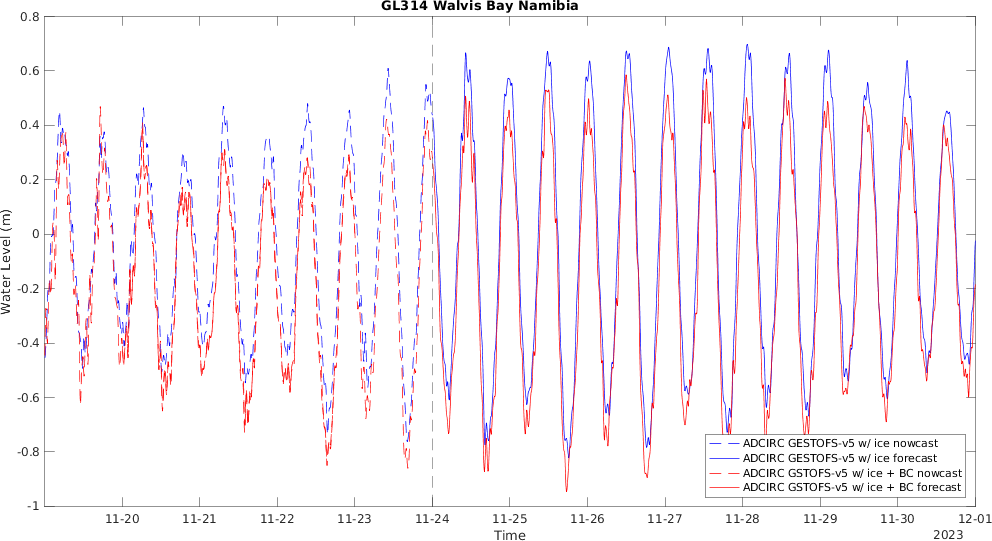 GL314 Walvis Bay Namibia
0.8
0.6
0.4
0.2
0
-0.2
-0.4
-0.6
-0.8
-1
Water Level (m)
ADCIRC GESTOFS-v5 w/ ice nowcast
ADCIRC GESTOFS-v5 w/ ice forecast
ADCIRC GSTOFS-v5 w/ ice + BC nowcast
ADCIRC GSTOFS-v5 w/ ice + BC forecast
11-20 11-21 11-22 11-23 11-24 11-25 11-26 11-27 11-28 11-29 11-30 12-01
Time
2023